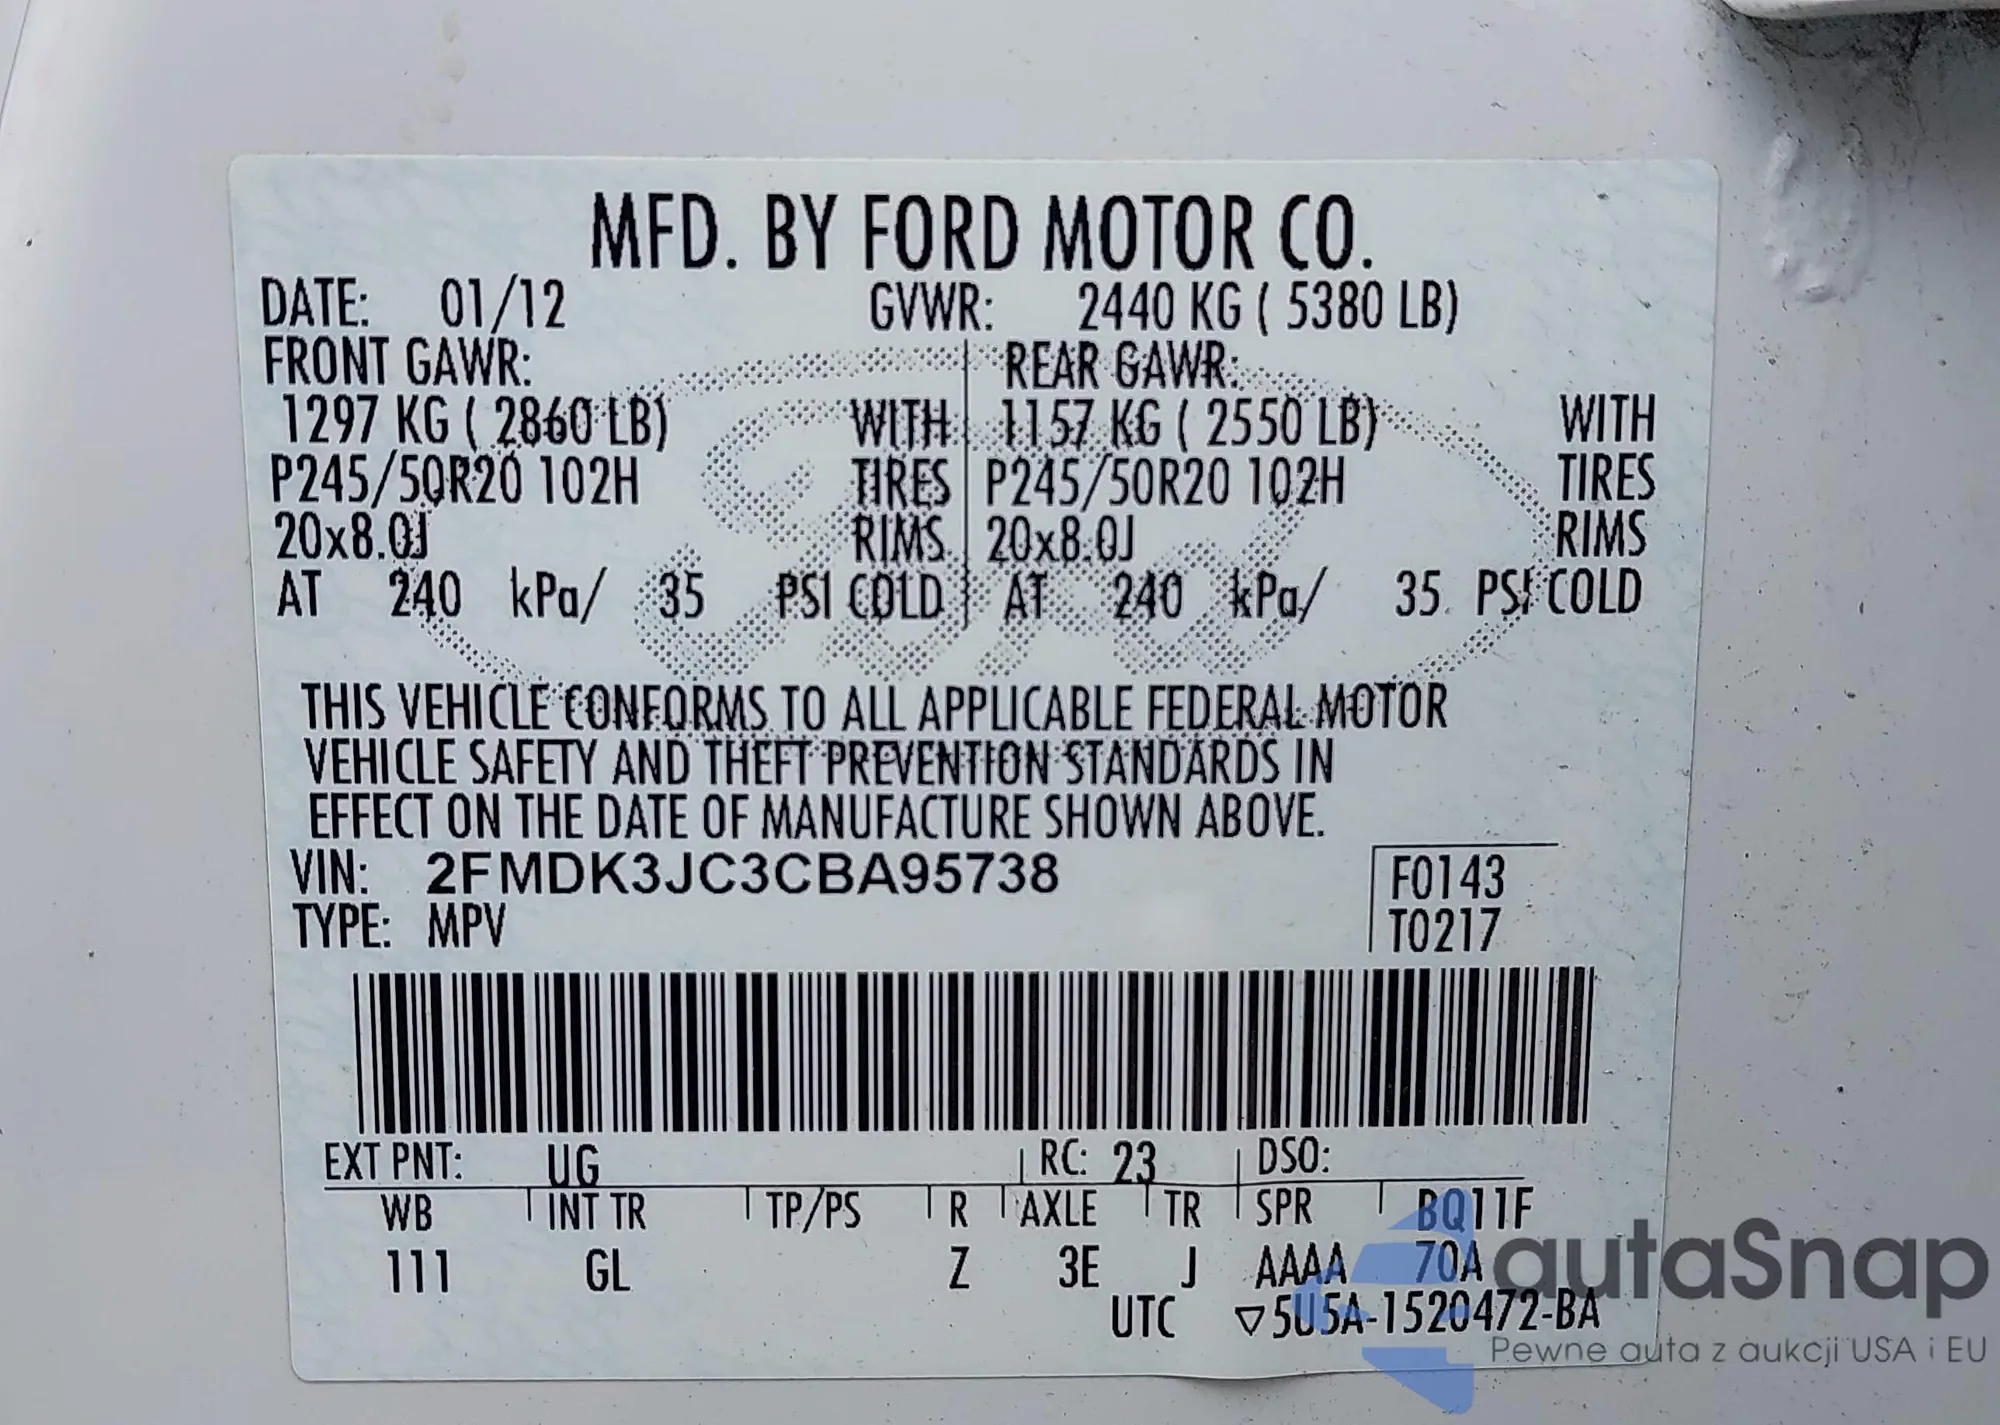 MFD. BY FORD MOTOR CO.
DATE: 01/12 GVWR: 2440 KG ( 5380 LB)
FRONT GAWR: REAR GAWR:
1297 KG ( 2860 LB) WITH 1157 KG ( 2550 LB) WITH
P245/50R20 102H TIRES P245/50R20 102H TIRES
20x8.0J RIMS 20x8.0J RIMS
AT 240 kPa/ 35 PSI COLD AT 240 kPa/ 35 PSI COLD
THIS VEHICLE CONFORMS TO ALL APPLICABLE FEDERAL MOTOR
VEHICLE SAFETY AND THEFT PREVENTION STANDARDS IN
EFFECT ON THE DATE OF MANUFACTURE SHOWN ABOVE.
VIN: 2FMDK3JC3CBA95738 F0143
TYPE: MPV T0217
EXT PNT: UG RC: 23 DSO:
WB INT TR TP/PS R AXLE TR SPR BQ11F
111 GL Z 3E J AAAA 70A
UTC ▽5U5A-1520472-BA
autaSnap
Pewne auta z aukcji USA i EU